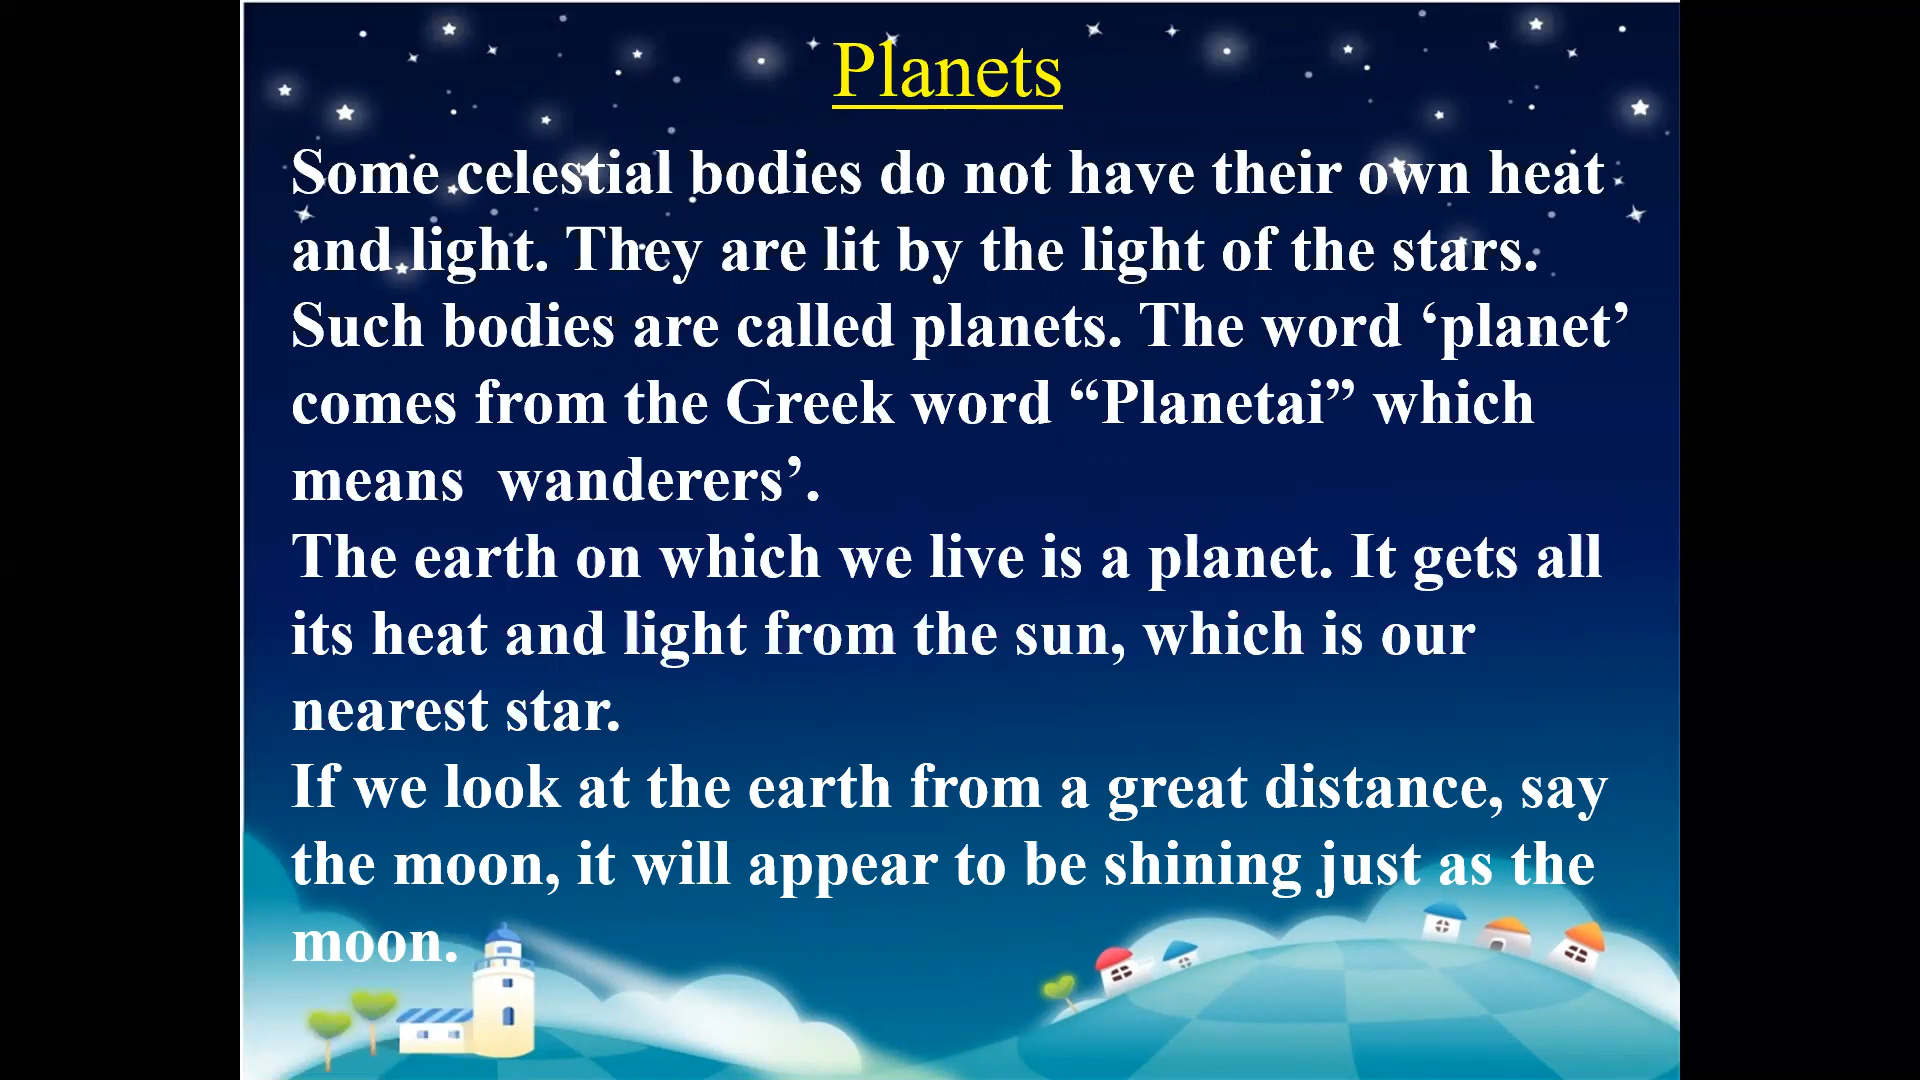 Planets
Some celestial bodies do not have their own heat
and light. They are lit by the light of the stars.
Such bodies are called planets. The word ‘planet’
comes from the Greek word “Planetai” which
means  wanderers’.
The earth on which we live is a planet. It gets all
its heat and light from the sun, which is our
nearest star.
If we look at the earth from a great distance, say
the moon, it will appear to be shining just as the
moon.